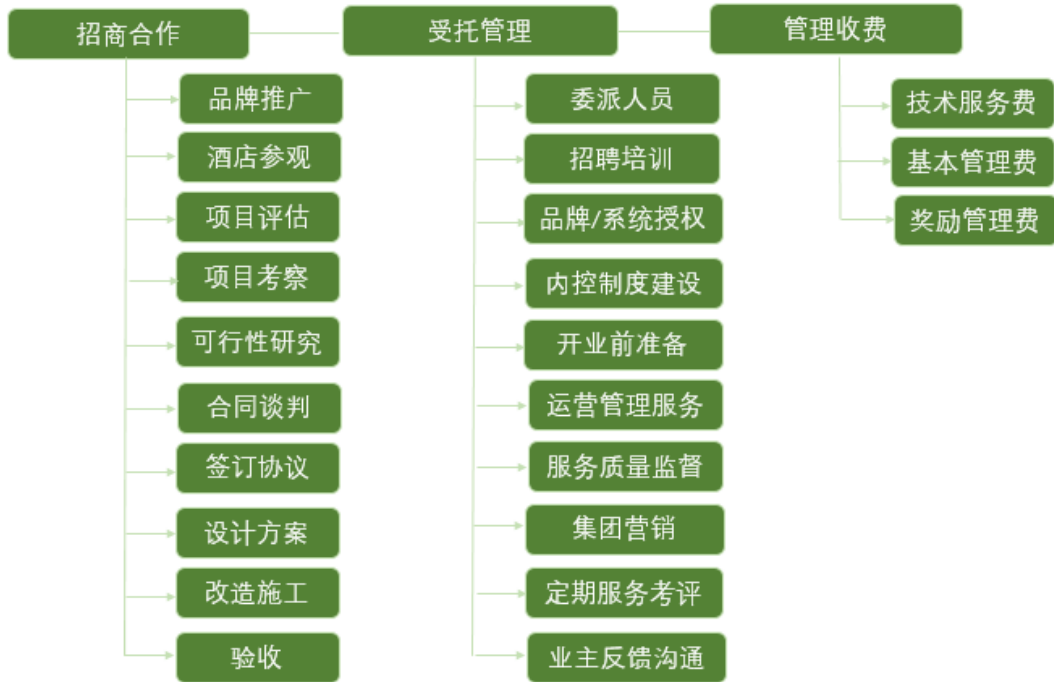 招商合作
受托管理
管理收费
品牌推广
酒店参观
项目评估
项目考察
可行性研究
合同谈判
签订协议
设计方案
改造施工
验收
委派人员
招聘培训
品牌/系统授权
内控制度建设
开业前准备
运营管理服务
服务质量监督
集团营销
定期服务考评
业主反馈沟通
技术服务费
基本管理费
奖励管理费